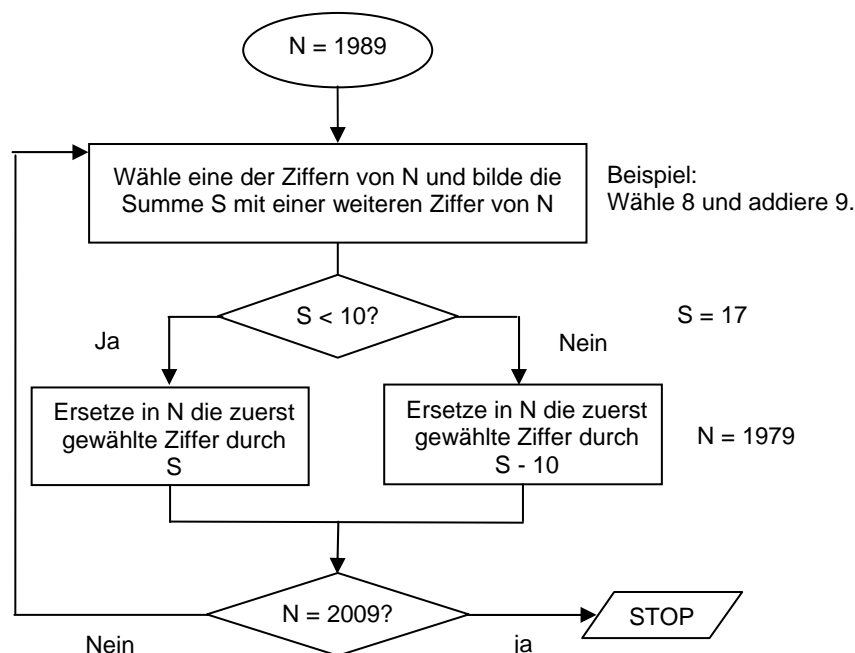 N = 1989
Wähle eine der Ziffern von N und bilde die
Summe S mit einer weiteren Ziffer von N
Beispiel:
Wähle 8 und addiere 9.
S < 10?
S = 17
Ja
Nein
Ersetze in N die zuerst
gewählte Ziffer durch
S
Ersetze in N die zuerst
gewählte Ziffer durch
S - 10
N = 1979
N = 2009?
STOP
Nein
ja